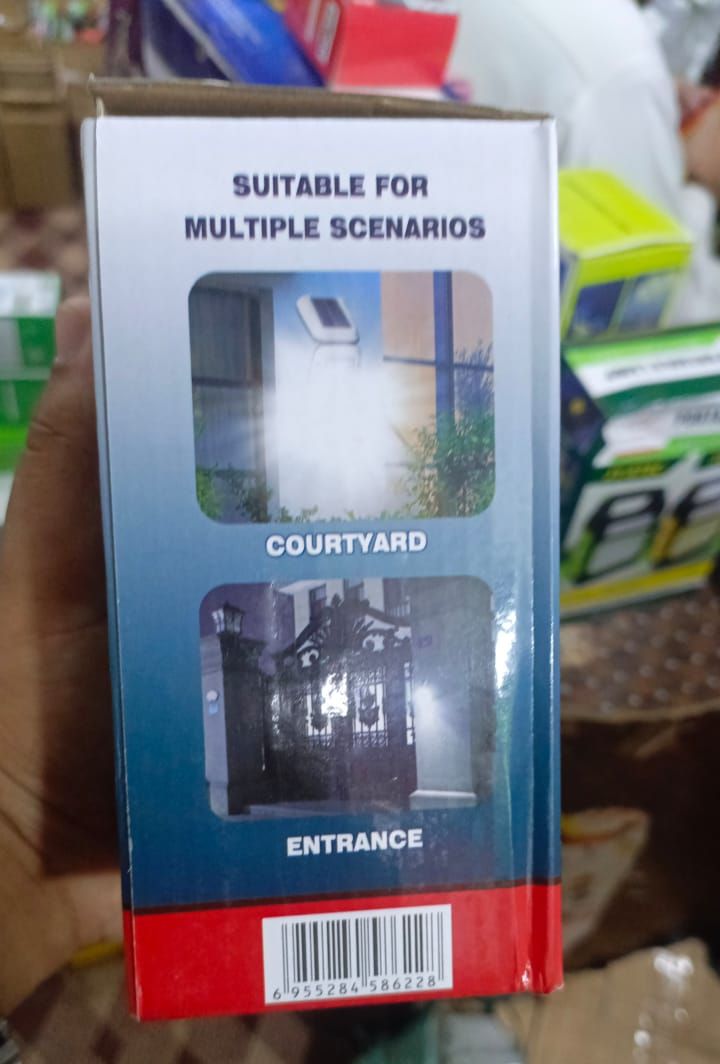 SUITABLE FOR
MULTIPLE SCENARIOS
COURTYARD
ENTRANCE
6 955284 586228